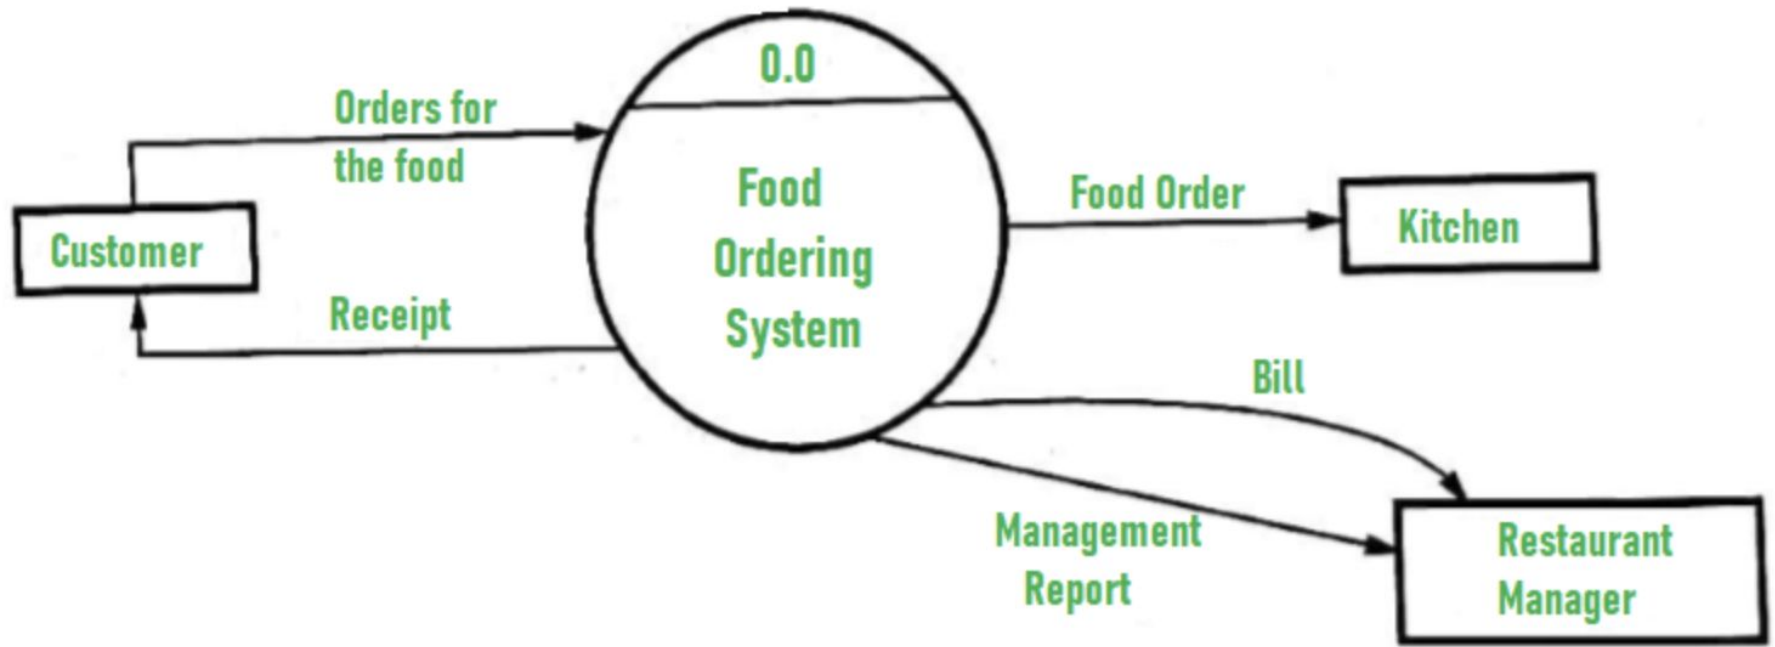 0.0
Orders for
the food
Food
Ordering
System
Customer
Receipt
Food Order
Kitchen
Bill
Management
Report
Restaurant
Manager